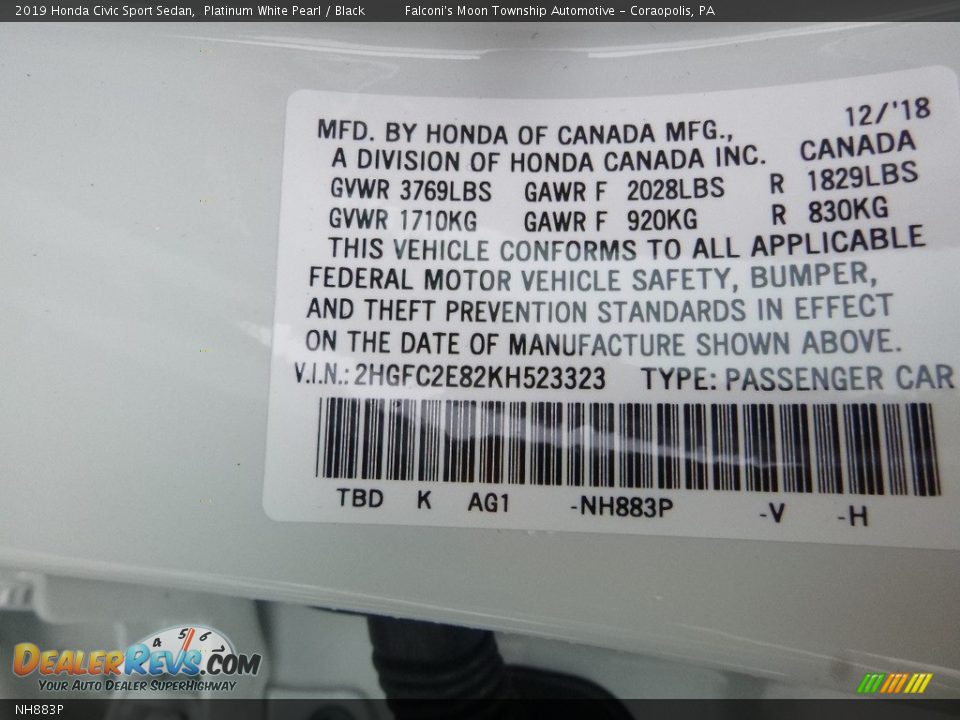 2019 Honda Civic Sport Sedan, Platinum White Pearl / Black Falconi's Moon Township Automotive - Coraopolis, PA
12/'18
MFD. BY HONDA OF CANADA MFG.,
A DIVISION OF HONDA CANADA INC. CANADA
GVWR 3769LBS GAWR F 2028LBS R 1829LBS
GVWR 1710KG GAWR F 920KG R 830KG
THIS VEHICLE CONFORMS TO ALL APPLICABLE
FEDERAL MOTOR VEHICLE SAFETY, BUMPER,
AND THEFT PREVENTION STANDARDS IN EFFECT
ON THE DATE OF MANUFACTURE SHOWN ABOVE.
V.I.N.: 2HGFC2E82KH523323 TYPE: PASSENGER CAR
TBD K AG1 -NH883P -V -H
4 5 6
DEALERREVS.COM
YOUR AUTO DEALER SUPERHIGHWAY
NH883P